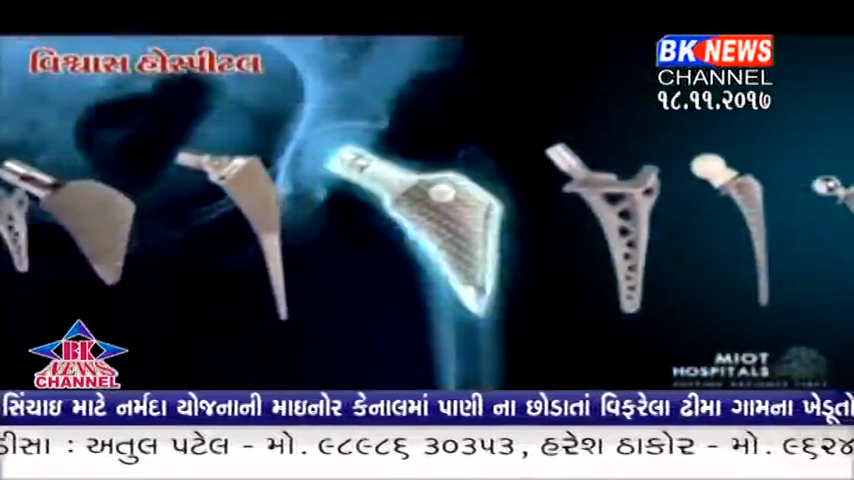 વિશ્વાસ હોસ્પીટલ
BK NEWS
CHANNEL
૧૮.૧૧.૨૦૧૭
MIOT
HOSPITALS
BK
NEWS
CHANNEL
સિંચાઇ માટે નર્મદા યોજનાની માઇનોર કેનાલમાં પાણી ના છોડાતાં વિફરેલા ઢીમા ગામના ખેડૂતો
ડીસા : અતુલ પટેલ - મો. ૯૮૯૮૬ ૩૦૩૫૩, હરેશ ઠાકોર - મો. ૯૬૨૪